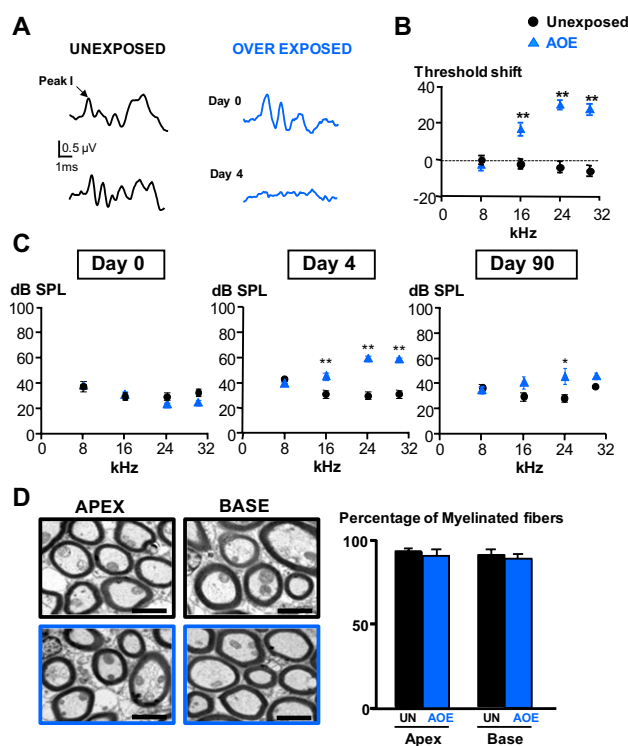 A
UNEXPOSED
OVER EXPOSED
Peak I
0.5 µV
1ms
Day 0
Day 4
B
Unexposed
AOE
Threshold shift
40
20
0
-20
**
**
**
0 8 16 24 32
kHz
C
Day 0
Day 4
Day 90
dB SPL
100
80
60
40
20
0
0 8 16 24 32
kHz
dB SPL
100
80
60
40
20
0
**
**
**
0 8 16 24 32
kHz
dB SPL
100
80
60
40
20
0
*
0 8 16 24 32
kHz
D
APEX
BASE
Percentage of Myelinated fibers
100
100
0
UN AOE UN AOE
Apex Base